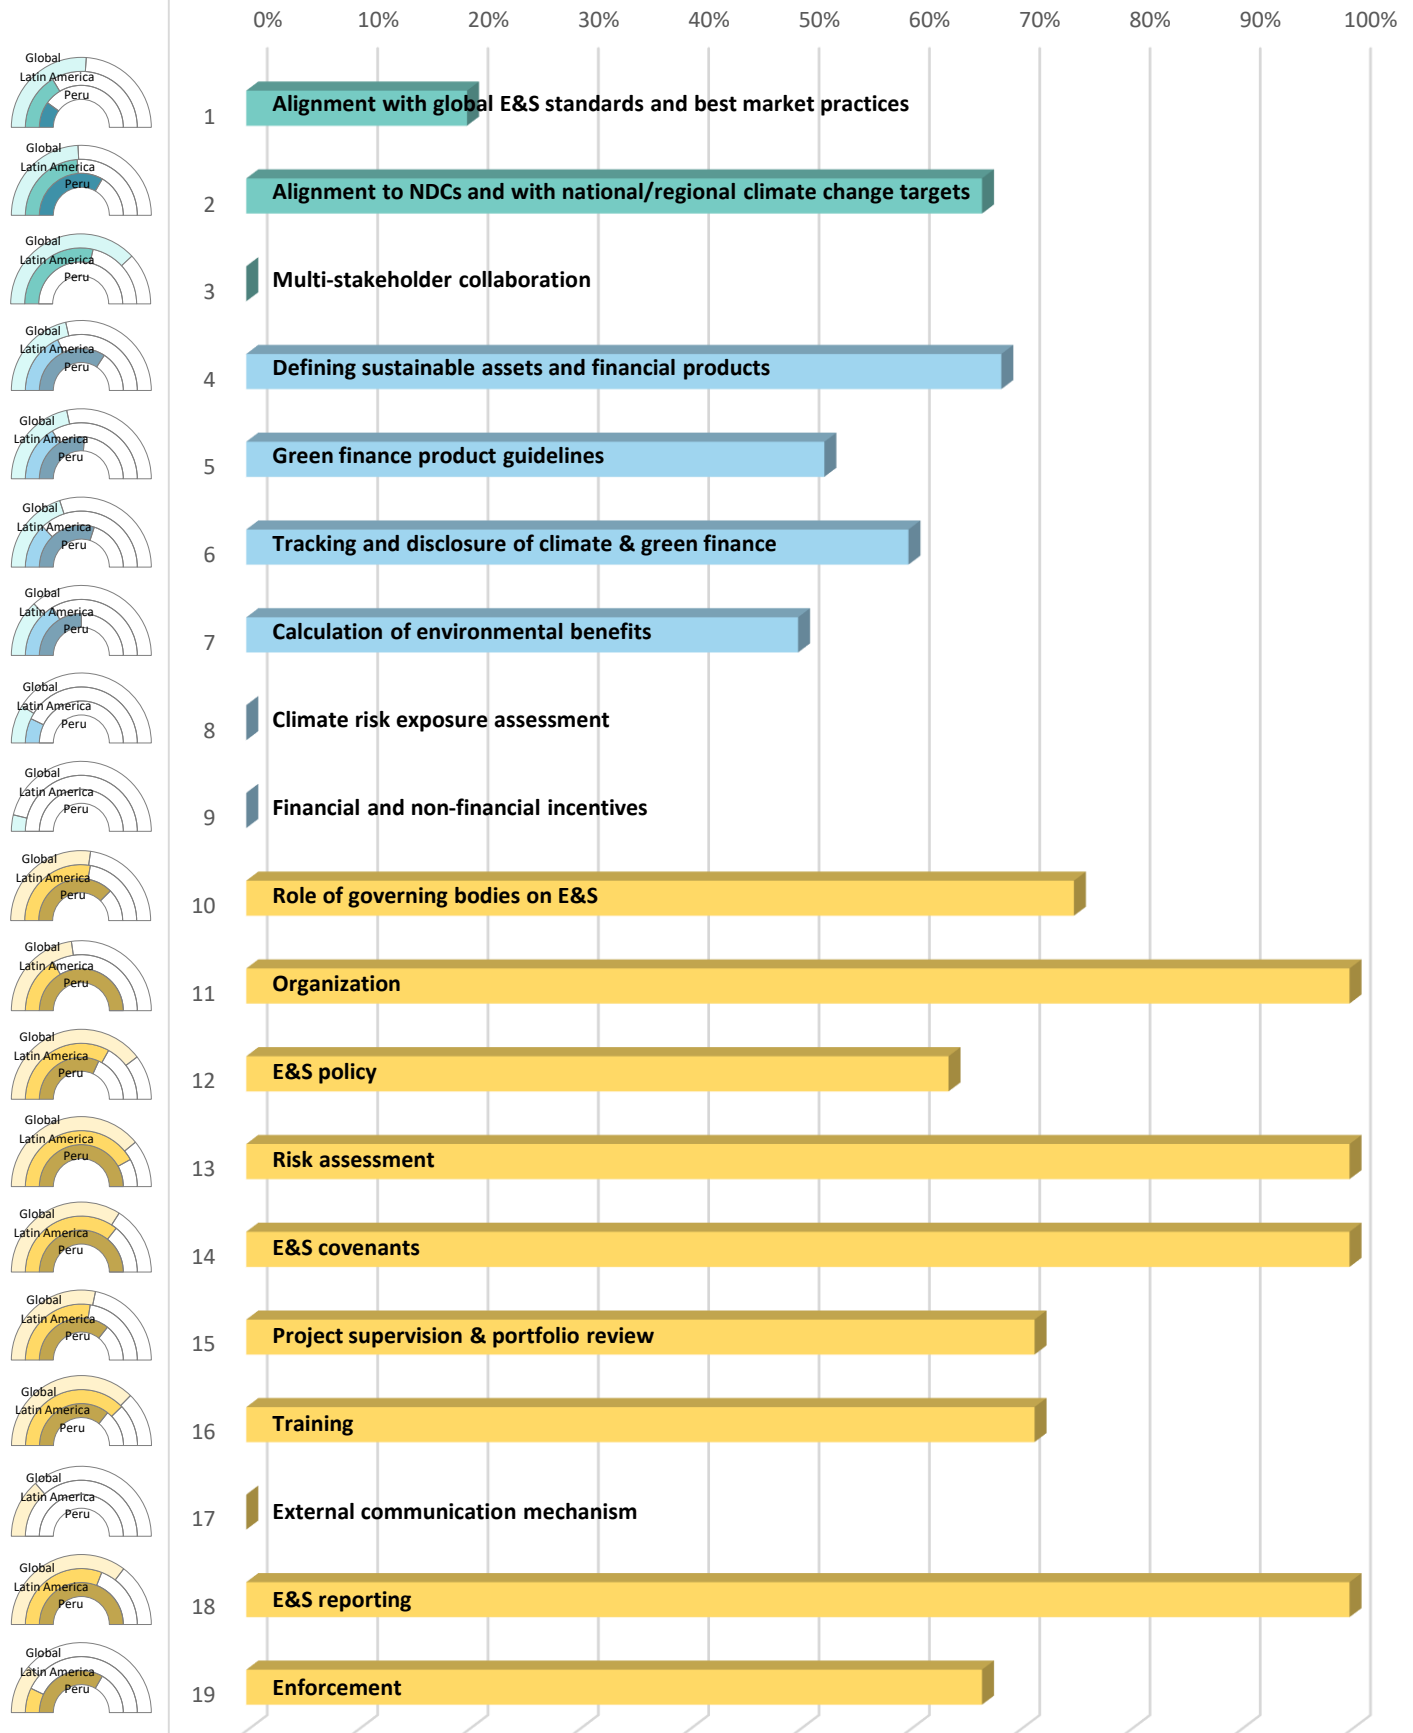 0% 10% 20% 30% 40% 50% 60% 70% 80% 90% 100%
Global
Latin America
Peru
1 Alignment with global E&S standards and best market practices
Global
Latin America
Peru
2 Alignment to NDCs and with national/regional climate change targets
Global
Latin America
Peru
3 Multi-stakeholder collaboration
Global
Latin America
Peru
4 Defining sustainable assets and financial products
Global
Latin America
Peru
5 Green finance product guidelines
Global
Latin America
Peru
6 Tracking and disclosure of climate & green finance
Global
Latin America
Peru
7 Calculation of environmental benefits
Global
Latin America
Peru
8 Climate risk exposure assessment
Global
Latin America
Peru
9 Financial and non-financial incentives
Global
Latin America
Peru
10 Role of governing bodies on E&S
Global
Latin America
Peru
11 Organization
Global
Latin America
Peru
12 E&S policy
Global
Latin America
Peru
13 Risk assessment
Global
Latin America
Peru
14 E&S covenants
Global
Latin America
Peru
15 Project supervision & portfolio review
Global
Latin America
Peru
16 Training
Global
Latin America
Peru
17 External communication mechanism
Global
Latin America
Peru
18 E&S reporting
Global
Latin America
Peru
19 Enforcement